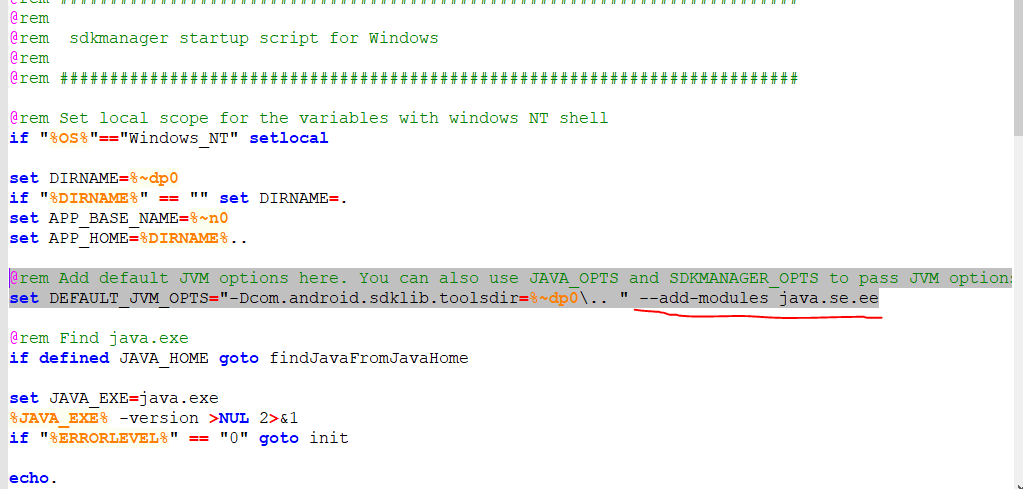 @rem ##########################################################################
@rem
@rem  sdkmanager startup script for Windows
@rem
@rem ##########################################################################
@rem Set local scope for the variables with windows NT shell
if "%OS%"=="Windows_NT" setlocal
set DIRNAME=%~dp0
if "%DIRNAME%" == "" set DIRNAME=.
set APP_BASE_NAME=%~n0
set APP_HOME=%DIRNAME%..
@rem Add default JVM options here. You can also use JAVA_OPTS and SDKMANAGER_OPTS to pass JVM options
set DEFAULT_JVM_OPTS="-Dcom.android.sdklib.toolsdir=%~dp0\.. " --add-modules java.se.ee
@rem Find java.exe
if defined JAVA_HOME goto findJavaFromJavaHome
set JAVA_EXE=java.exe
%JAVA_EXE% -version >NUL 2>&1
if "%ERRORLEVEL%" == "0" goto init
echo.